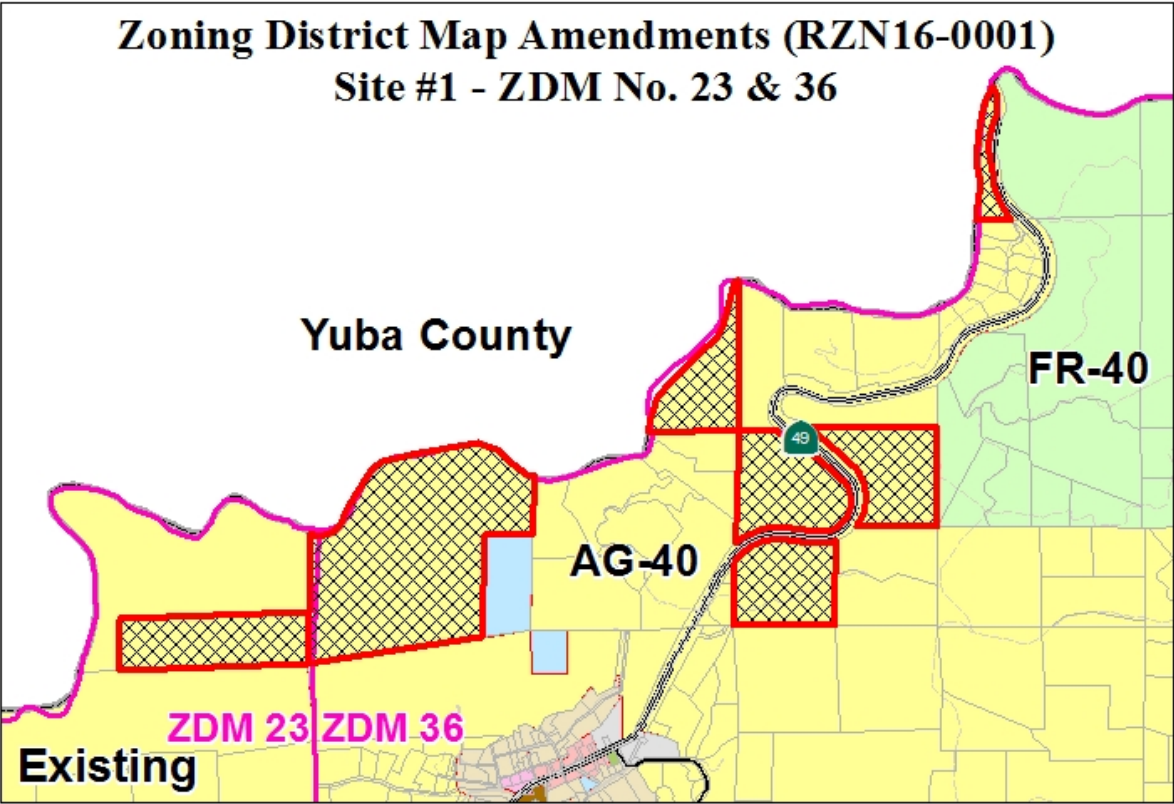 Zoning District Map Amendments (RZN16-0001)
Site #1 - ZDM No. 23 & 36
Yuba County
FR-40
49
AG-40
ZDM 23 ZDM 36
Existing